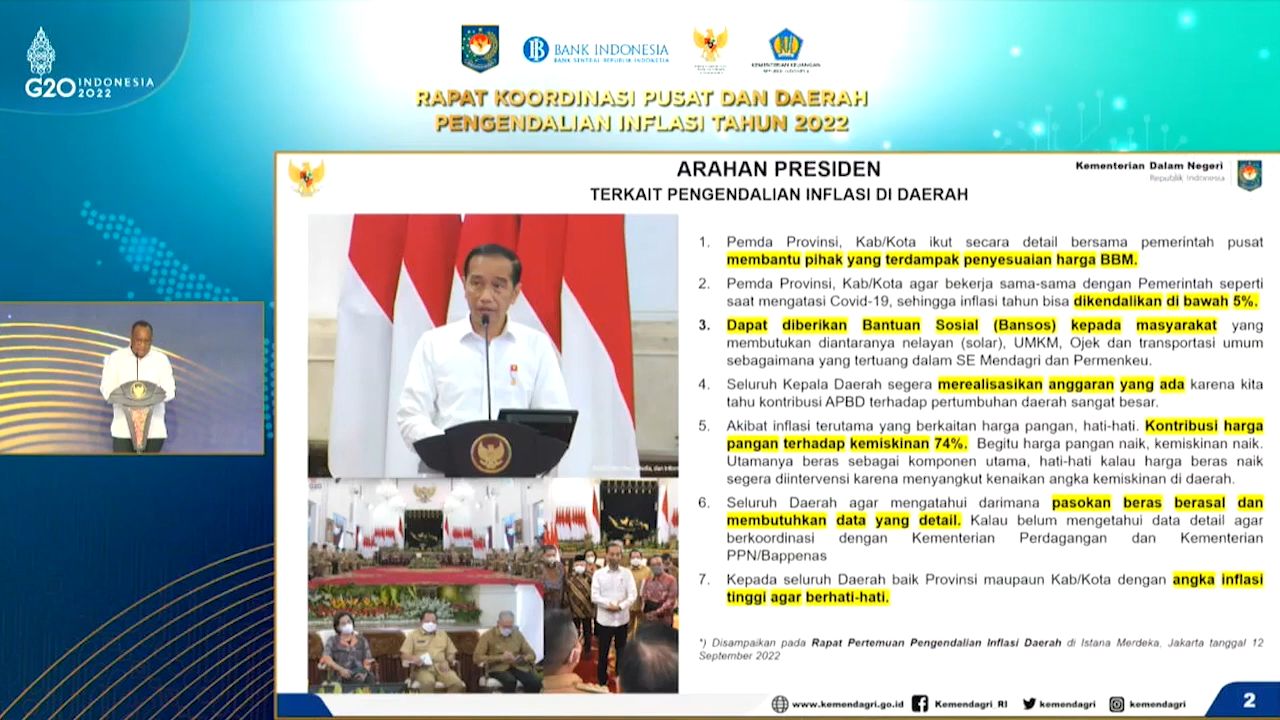 G20 INDONESIA
2022
BANK INDONESIA
BANK SENTRAL REPUBLIK INDONESIA
KEMENTERIAN KEUANGAN
REPUBLIK INDONESIA
RAPAT KOORDINASI PUSAT DAN DAERAH
PENGENDALIAN INFLASI TAHUN 2022
ARAHAN PRESIDEN
TERKAIT PENGENDALIAN INFLASI DI DAERAH
Kementerian Dalam Negeri
Republik Indonesia
1. Pemda Provinsi, Kab/Kota ikut secara detail bersama pemerintah pusat
membantu pihak yang terdampak penyesuaian harga BBM.
2. Pemda Provinsi, Kab/Kota agar bekerja sama-sama dengan Pemerintah seperti
saat mengatasi Covid-19, sehingga inflasi tahun bisa dikendalikan di bawah 5%.
3. Dapat diberikan Bantuan Sosial (Bansos) kepada masyarakat yang
membutukan diantaranya nelayan (solar), UMKM, Ojek dan transportasi umum
sebagaimana yang tertuang dalam SE Mendagri dan Permenkeu.
4. Seluruh Kepala Daerah segera merealisasikan anggaran yang ada karena kita
tahu kontribusi APBD terhadap pertumbuhan daerah sangat besar.
5. Akibat inflasi terutama yang berkaitan harga pangan, hati-hati. Kontribusi harga
pangan terhadap kemiskinan 74%. Begitu harga pangan naik, kemiskinan naik.
Utamanya beras sebagai komponen utama, hati-hati kalau harga beras naik
segera diintervensi karena menyangkut kenaikan angka kemiskinan di daerah.
6. Seluruh Daerah agar mengatahui darimana pasokan beras berasal dan
membutuhkan data yang detail. Kalau belum mengetahui data detail agar
berkoordinasi dengan Kementerian Perdagangan dan Kementerian
PPN/Bappenas
7. Kepada seluruh Daerah baik Provinsi maupaun Kab/Kota dengan angka inflasi
tinggi agar berhati-hati.
*) Disampaikan pada Rapat Pertemuan Pengendalian Inflasi Daerah di Istana Merdeka, Jakarta tanggal 12
September 2022
www.kemendagri.go.id Kemendagri_RI kemendagri kemendagri
2